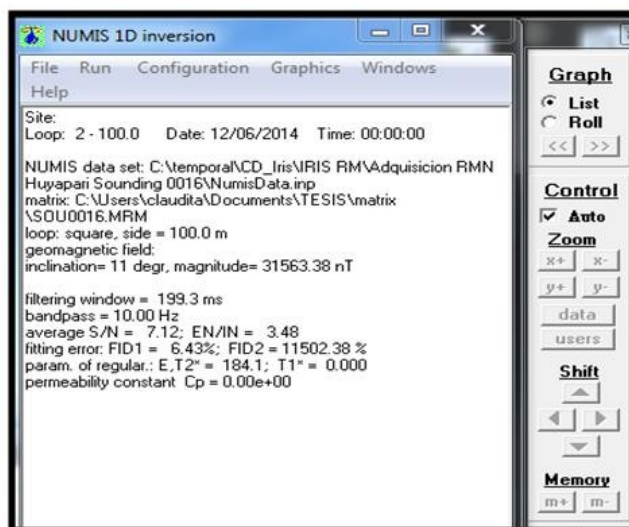 NUMIS 1D inversion
File Run Configuration Graphics Windows
Help
Site:
Loop: 2 - 100.0 Date: 12/06/2014 Time: 00:00:00
NUMIS data set: C:\temporal\CD_Iris\IRIS RM\Adquisicion RMN
Huyapari Sounding 0016\NumisData.inp
matrix: C:\Users\claudita\Documents\TESIS\matrix
\SOU0016.MRM
loop: square, side = 100.0 m
geomagnetic field:
inclination= 11 degr, magnitude= 31563.38 nT
filtering window = 199.3 ms
bandpass = 10.00 Hz
average S/N = 7.12; EN/IN = 3.48
fitting error: FID1 = 6.43%; FID2 = 11502.38 %
param. of regular.: E,T2* = 184.1; T1* = 0.000
permeability constant Cp = 0.00e+00
Graph
List
Roll
<< >>
Control
Auto
Zoom
x+ x-
y+ y-
data
users
Shift
Memory
m+ m-